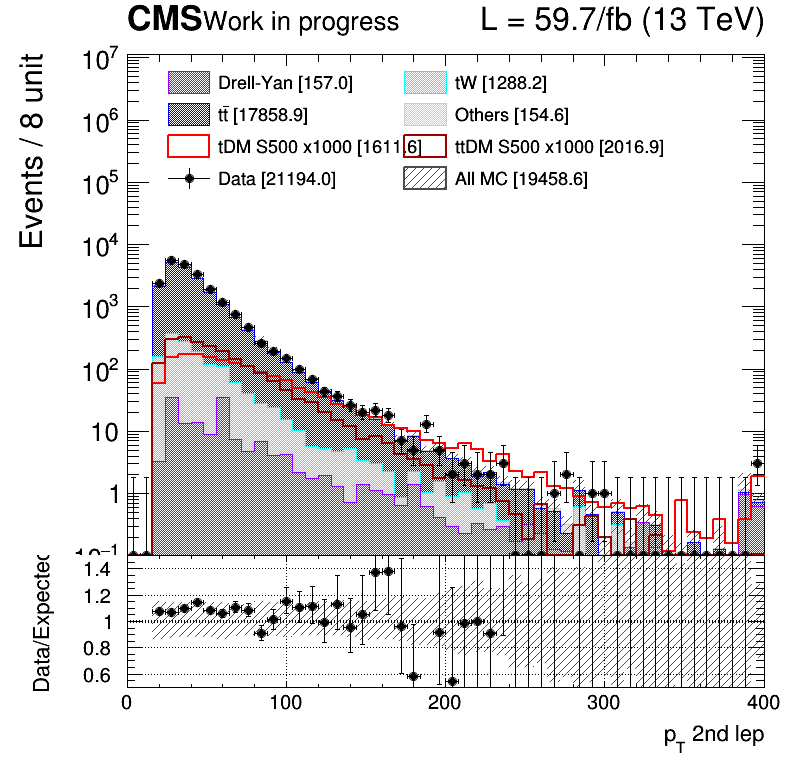 CMS Work in progress L = 59.7/fb (13 TeV)
Events / 8 unit
10⁷
10⁶
10⁵
10⁴
10³
10²
10
1
10⁻¹
Drell-Yan [157.0] tW [1288.2]
tt̄ [17858.9] Others [154.6]
tDM S500 x1000 [1611.6] ttDM S500 x1000 [2016.9]
Data [21194.0] All MC [19458.6]
Data/Expected
1.4
1.2
1
0.8
0.6
0 100 200 300 400
p_T 2nd lep